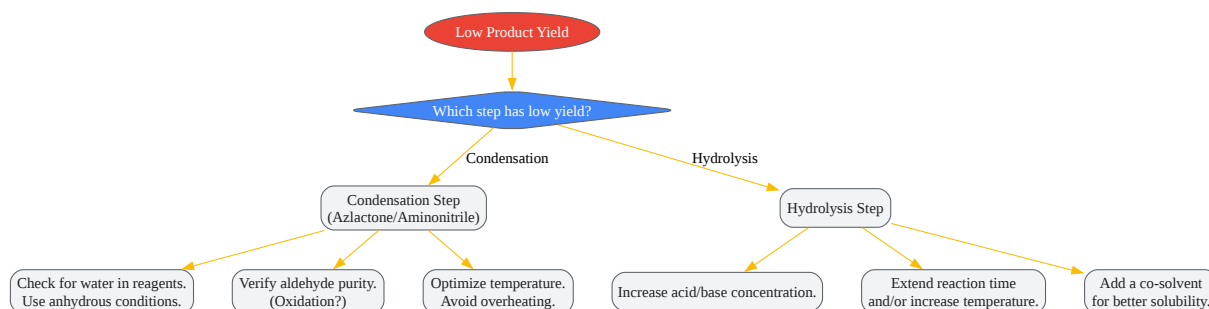 Low Product Yield
Which step has low yield?
Condensation
Hydrolysis
Condensation Step
(Azlactone/Aminonitrile)
Hydrolysis Step
Check for water in reagents.
Use anhydrous conditions.
Verify aldehyde purity.
(Oxidation?)
Optimize temperature.
Avoid overheating.
Increase acid/base concentration.
Extend reaction time
and/or increase temperature.
Add a co-solvent
for better solubility.